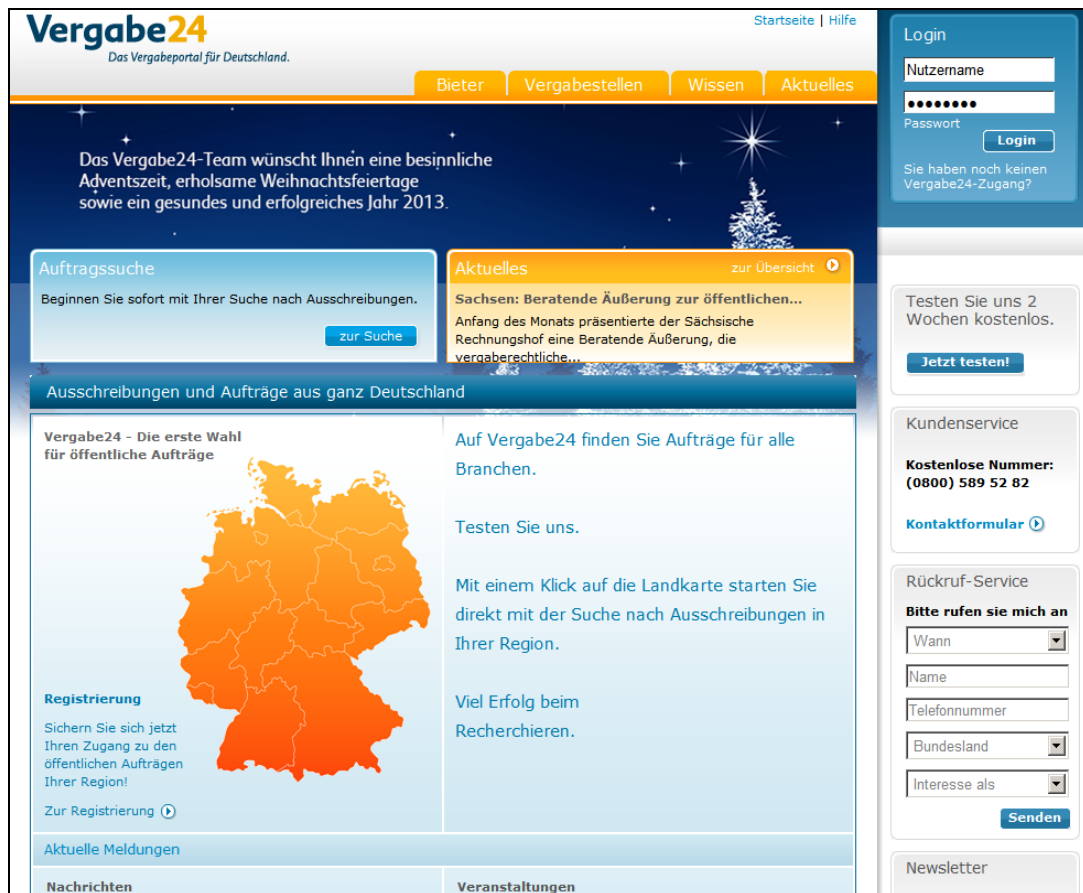 Vergabe24
Das Vergabeportal für Deutschland.
Startseite | Hilfe
Bieter
Vergabestellen
Wissen
Aktuelles
Das Vergabe24-Team wünscht Ihnen eine besinnliche
Adventszeit, erholsame Weihnachtsfeiertage
sowie ein gesundes und erfolgreiches Jahr 2013.
Auftragssuche
Beginnen Sie sofort mit Ihrer Suche nach Ausschreibungen.
zur Suche
Aktuelles
zur Übersicht
Sachsen: Beratende Äußerung zur öffentlichen...
Anfang des Monats präsentierte der Sächsische
Rechnungshof eine Beratende Äußerung, die
vergaberechtliche...
Ausschreibungen und Aufträge aus ganz Deutschland
Vergabe24 - Die erste Wahl
für öffentliche Aufträge
Registrierung
Sichern Sie sich jetzt
Ihren Zugang zu den
öffentlichen Aufträgen
Ihrer Region!
Zur Registrierung
Auf Vergabe24 finden Sie Aufträge für alle
Branchen.
Testen Sie uns.
Mit einem Klick auf die Landkarte starten Sie
direkt mit der Suche nach Ausschreibungen in
Ihrer Region.
Viel Erfolg beim
Recherchieren.
Aktuelle Meldungen
Nachrichten
Veranstaltungen
Login
Nutzername
••••••••
Passwort
Login
Sie haben noch keinen
Vergabe24-Zugang?
Testen Sie uns 2
Wochen kostenlos.
Jetzt testen!
Kundenservice
Kostenlose Nummer:
(0800) 589 52 82
Kontaktformular
Rückruf-Service
Bitte rufen sie mich an
Wann
Name
Telefonnummer
Bundesland
Interesse als
Senden
Newsletter